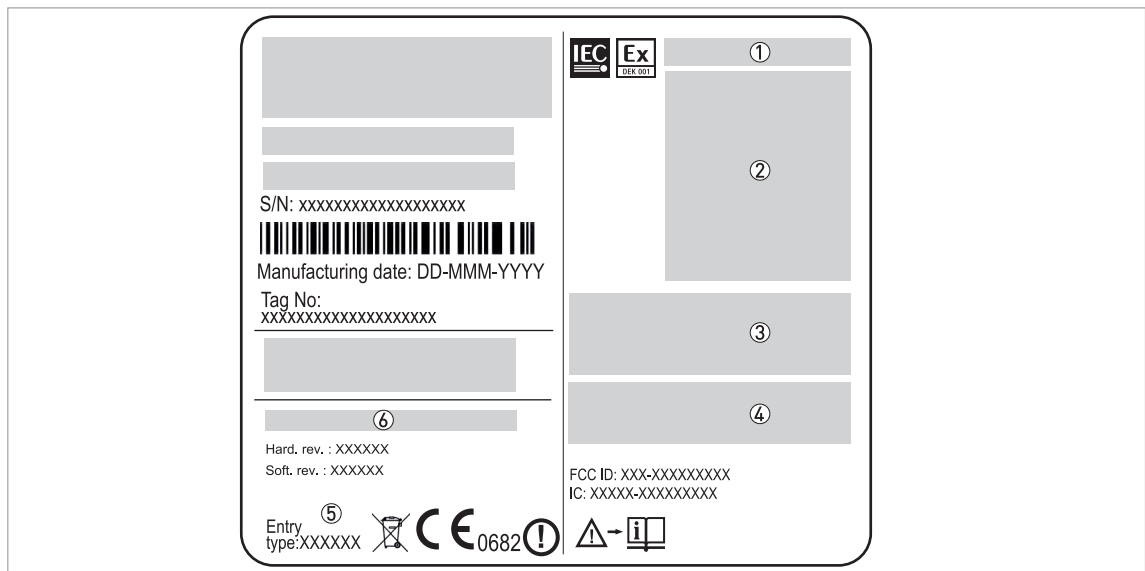 S/N: xxxxxxxxxxxxxxxxxxx
Manufacturing date: DD-MMM-YYYY
Tag No:
xxxxxxxxxxxxxxxxxxxx
⑥
Hard. rev. : XXXXXX
Soft. rev. : XXXXXX
⑤
Entry
type:XXXXXX
CE 0682
IEC Ex
DEK 001
①
②
③
④
FCC ID: XXX-XXXXXXXXX
IC: XXXXX-XXXXXXXXX